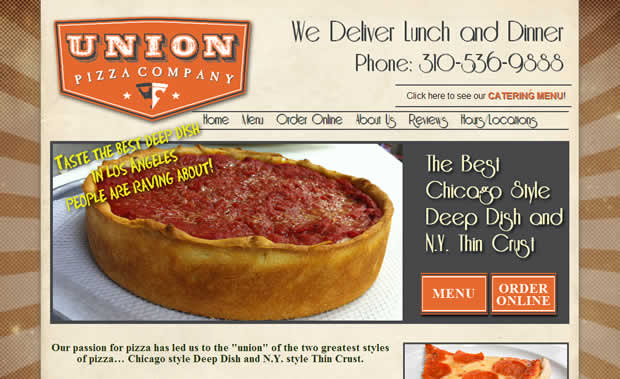 UNION
PIZZA COMPANY
We Deliver Lunch and Dinner
Phone: 310-536-9888
Click here to see our CATERING MENU!
Home Menu Order Online About Us Reviews Hours/Locations
TASTE THE BEST DEEP DISH
IN LOS ANGELES
PEOPLE ARE RAVING ABOUT!
The Best
Chicago Style
Deep Dish and
N.Y. Thin Crust
MENU
ORDER
ONLINE
Our passion for pizza has led us to the "union" of the two greatest styles
of pizza… Chicago style Deep Dish and N.Y. style Thin Crust.